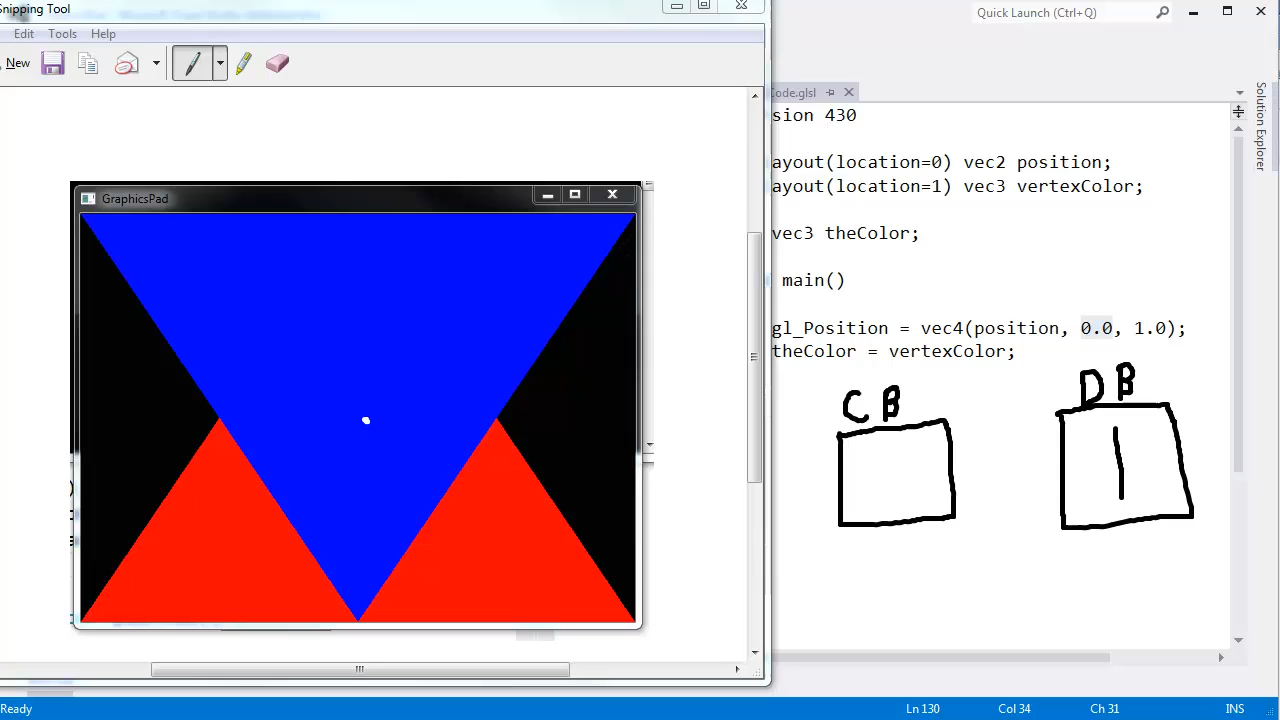 Snipping Tool
Edit Tools Help
New
GraphicsPad
Quick Launch (Ctrl+Q)
Code.glsl
Solution Explorer
sion 430
ayout(location=0) vec2 position;
ayout(location=1) vec3 vertexColor;
vec3 theColor;
main()
gl_Position = vec4(position, 0.0, 1.0);
theColor = vertexColor;
C B
D B
1
Ready
Ln 130
Col 34
Ch 31
INS